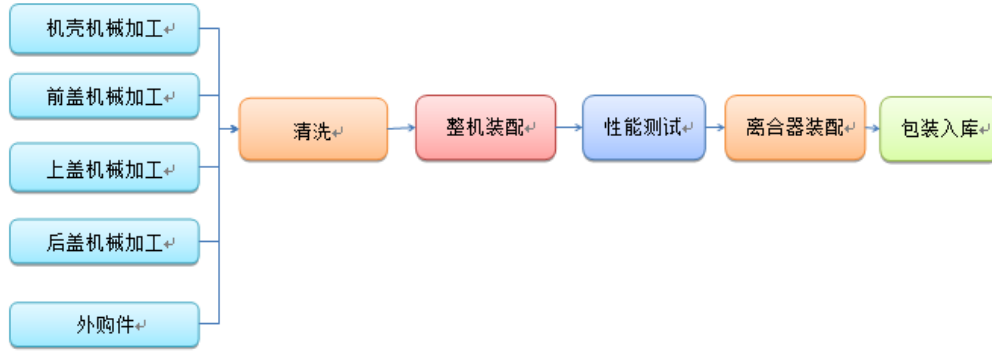 机壳机械加工
前盖机械加工
上盖机械加工
后盖机械加工
外购件
清洗
整机装配
性能测试
离合器装配
包装入库